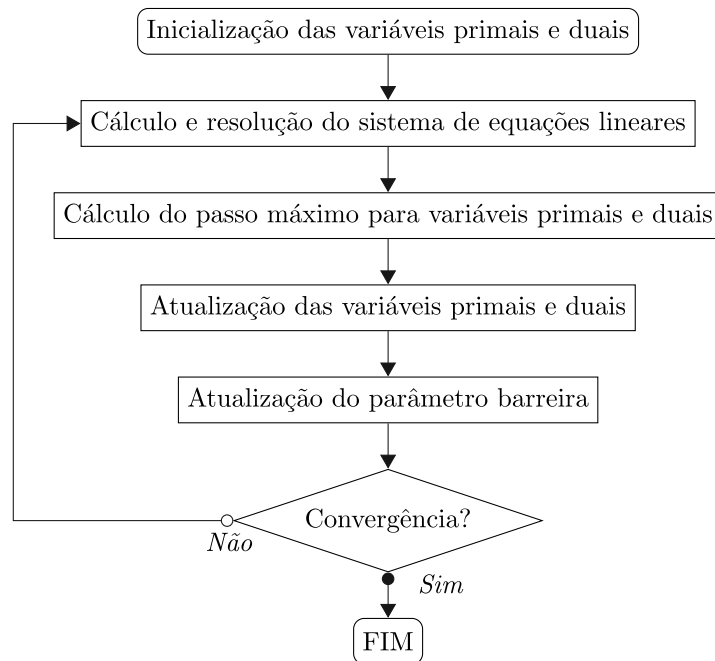 Inicialização das variáveis primais e duais
Cálculo e resolução do sistema de equações lineares
Cálculo do passo máximo para variáveis primais e duais
Atualização das variáveis primais e duais
Atualização do parâmetro barreira
Convergência?
Não
Sim
FIM